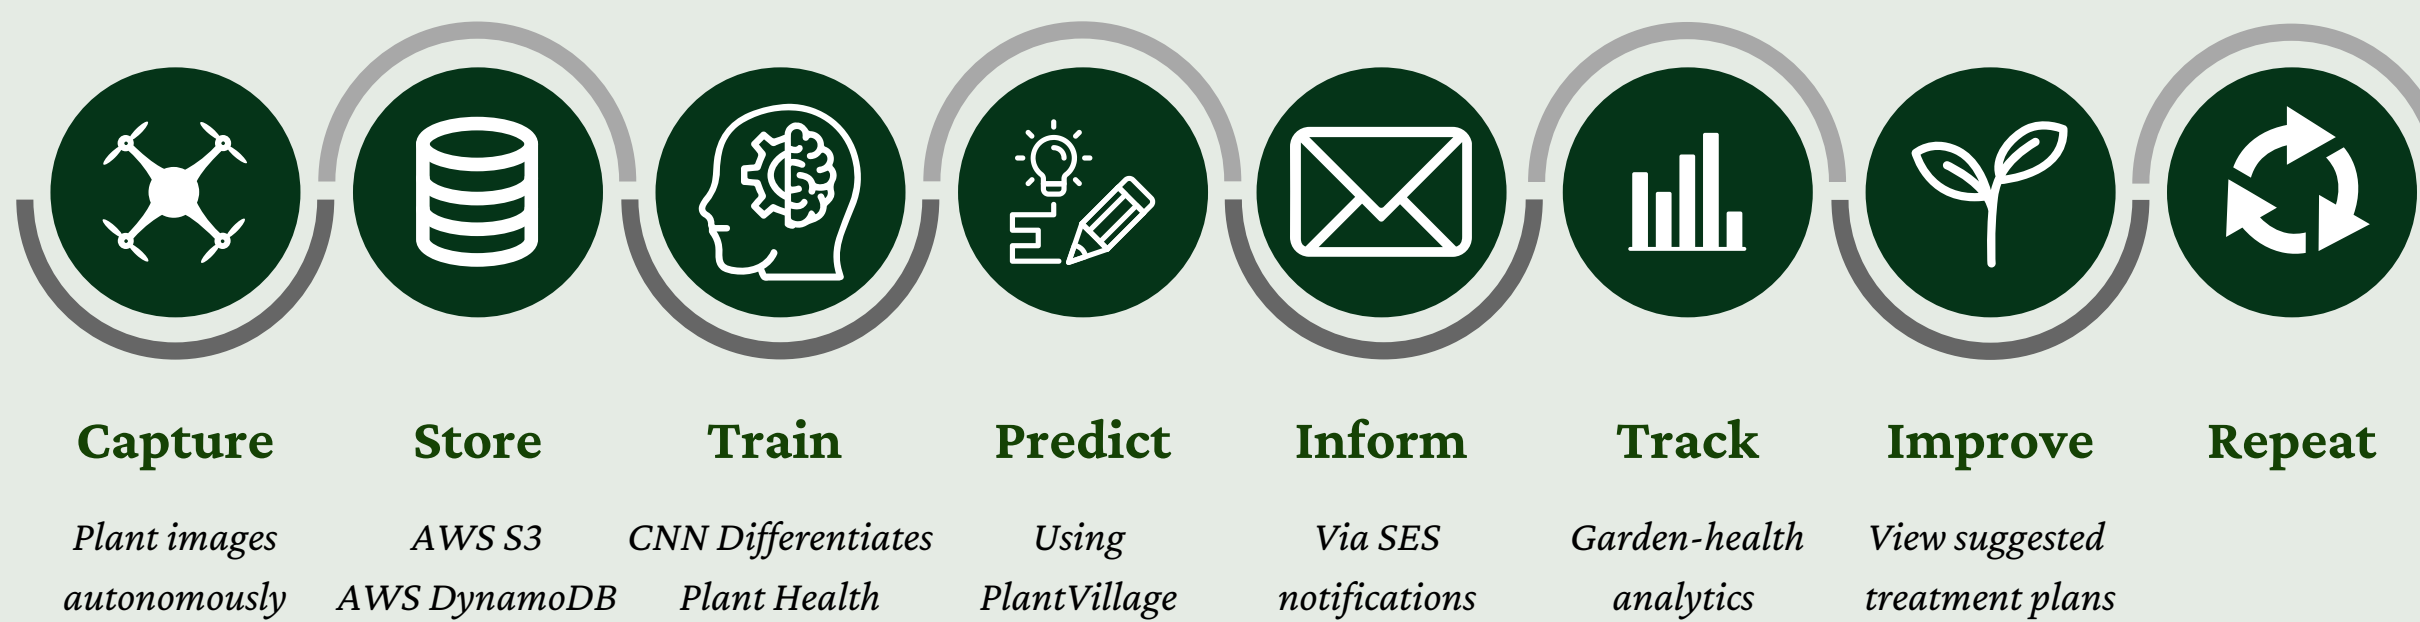 Capture
Store
Train
Predict
Inform
Track
Improve
Repeat
Plant images
autonomously
AWS S3
AWS DynamoDB
CNN Differentiates
Plant Health
Using
PlantVillage
Via SES
notifications
Garden-health
analytics
View suggested
treatment plans